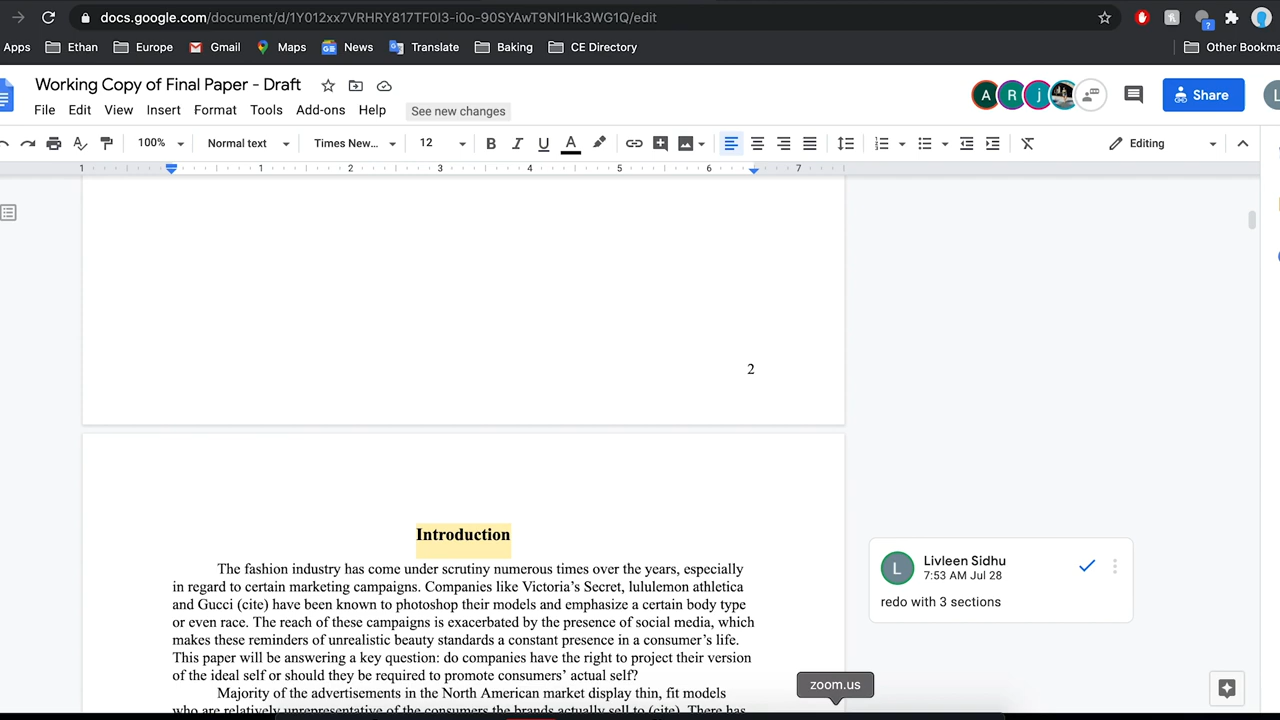 docs.google.com/document/d/1Y012xx7VRHRY817TF0I3-i0o-90SYAwT9NI1Hk3WG1Q/edit
Apps Ethan Europe Gmail Maps News Translate Baking CE Directory Other Bookma
Working Copy of Final Paper - Draft
A R j
Share
L
File Edit View Insert Format Tools Add-ons Help See new changes
100% Normal text Times New... 12 B I U A Editing
1 1 2 3 4 5 6 7
2
Introduction
The fashion industry has come under scrutiny numerous times over the years, especially
in regard to certain marketing campaigns. Companies like Victoria's Secret, lululemon athletica
and Gucci (cite) have been known to photoshop their models and emphasize a certain body type
or even race. The reach of these campaigns is exacerbated by the presence of social media, which
makes these reminders of unrealistic beauty standards a constant presence in a consumer's life.
This paper will be answering a key question: do companies have the right to project their version
of the ideal self or should they be required to promote consumers' actual self?
Majority of the advertisements in the North American market display thin, fit models
who are relatively unrepresentative of the consumers the brands actually sell to (cite). There has
L
Livleen Sidhu
7:53 AM Jul 28
redo with 3 sections
zoom.us